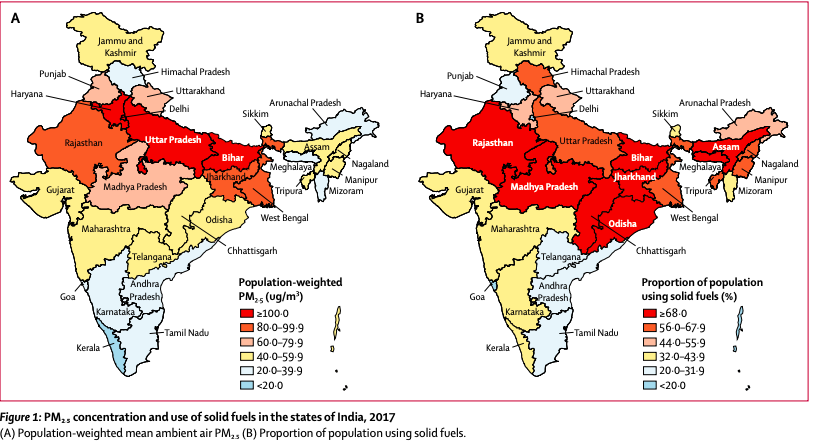 A
Jammu and
Kashmir
Punjab
Himachal Pradesh
Haryana
Uttarakhand
Delhi
Arunachal Pradesh
Sikkim
Rajasthan
Uttar Pradesh
Assam
Bihar
Nagaland
Meghalaya
Manipur
Jharkhand
Tripura
Mizoram
Gujarat
Madhya Pradesh
West Bengal
Odisha
Maharashtra
Chhattisgarh
Telangana
Goa
Andhra
Pradesh
Karnataka
Tamil Nadu
Kerala
Population-weighted
PM2·5 (ug/m³)
≥100·0
80·0–99·9
60·0–79·9
40·0–59·9
20·0–39·9
<20·0
B
Jammu and
Kashmir
Punjab
Himachal Pradesh
Haryana
Uttarakhand
Delhi
Arunachal Pradesh
Sikkim
Rajasthan
Uttar Pradesh
Assam
Bihar
Nagaland
Meghalaya
Manipur
Jharkhand
Tripura
Mizoram
Gujarat
Madhya Pradesh
West Bengal
Odisha
Maharashtra
Chhattisgarh
Telangana
Goa
Andhra
Pradesh
Karnataka
Tamil Nadu
Kerala
Proportion of population
using solid fuels (%)
≥68·0
56·0–67·9
44·0–55·9
32·0–43·9
20·0–31·9
<20·0
Figure 1: PM2·5 concentration and use of solid fuels in the states of India, 2017
(A) Population-weighted mean ambient air PM2·5 (B) Proportion of population using solid fuels.